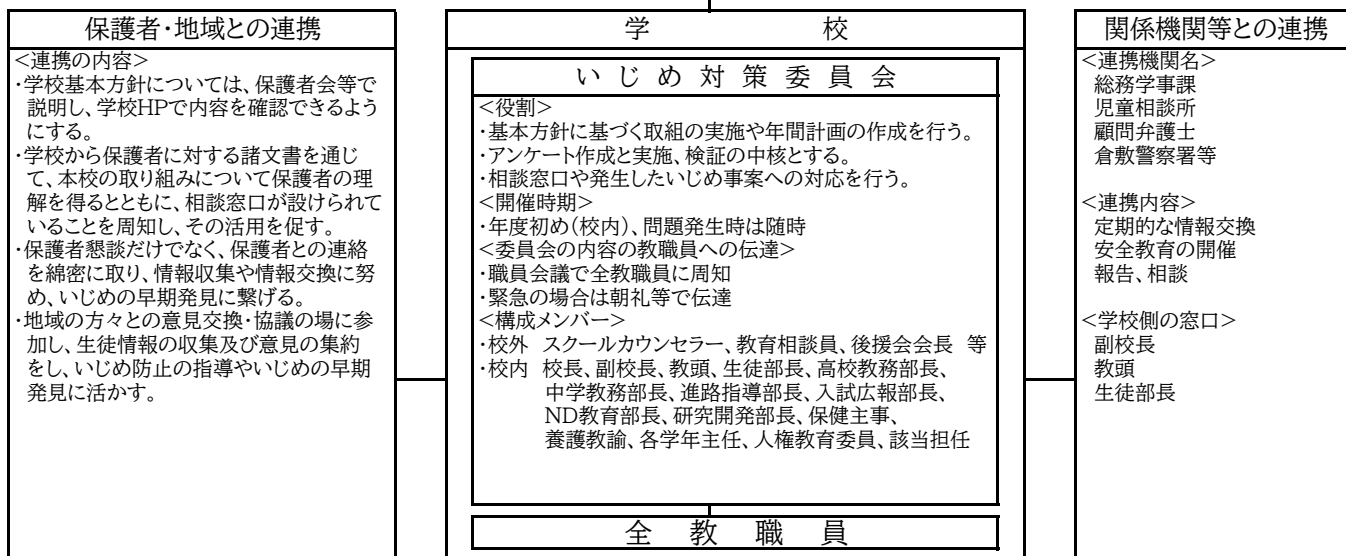 保護者・地域との連携
<連携の内容>
・学校基本方針については、保護者会等で
説明し、学校HPで内容を確認できるよう
にする。
・学校から保護者に対する諸文書を通じ
て、本校の取り組みについて保護者の理
解を得るとともに、相談窓口が設けられて
いることを周知し、その活用を促す。
・保護者懇談だけでなく、保護者との連絡
を綿密に取り、情報収集や情報交換に努
め、いじめの早期発見に繋げる。
・地域の方々との意見交換・協議の場に参
加し、生徒情報の収集及び意見の集約
をし、いじめ防止の指導やいじめの早期
発見に活かす。
学 校
いじめ対策委員会
<役割>
・基本方針に基づく取組の実施や年間計画の作成を行う。
・アンケート作成と実施、検証の中核とする。
・相談窓口や発生したいじめ事案への対応を行う。
<開催時期>
・年度初め(校内)、問題発生時は随時
<委員会の内容の教職員への伝達>
・職員会議で全教職員に周知
・緊急の場合は朝礼等で伝達
<構成メンバー>
・校外 スクールカウンセラー、教育相談員、後援会会長 等
・校内 校長、副校長、教頭、生徒部長、高校教務部長、
中学教務部長、進路指導部長、入試広報部長、
ND教育部長、研究開発部長、保健主事、
養護教諭、各学年主任、人権教育委員、該当担任
全教職員
関係機関等との連携
<連携機関名>
総務学事課
児童相談所
顧問弁護士
倉敷警察署等
<連携内容>
定期的な情報交換
安全教育の開催
報告、相談
<学校側の窓口>
副校長
教頭
生徒部長